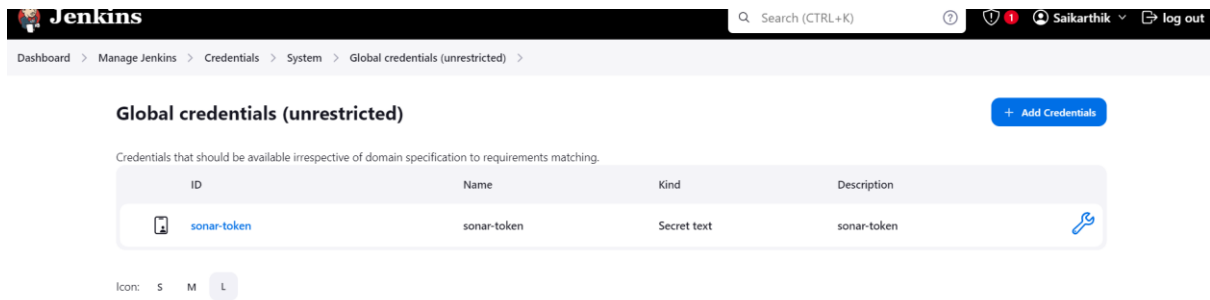 Jenkins Search (CTRL+K) 1 Saikarthik log out
Dashboard > Manage Jenkins > Credentials > System > Global credentials (unrestricted) >
Global credentials (unrestricted) + Add Credentials
Credentials that should be available irrespective of domain specification to requirements matching.
ID Name Kind Description
sonar-token sonar-token Secret text sonar-token
Icon: S M L